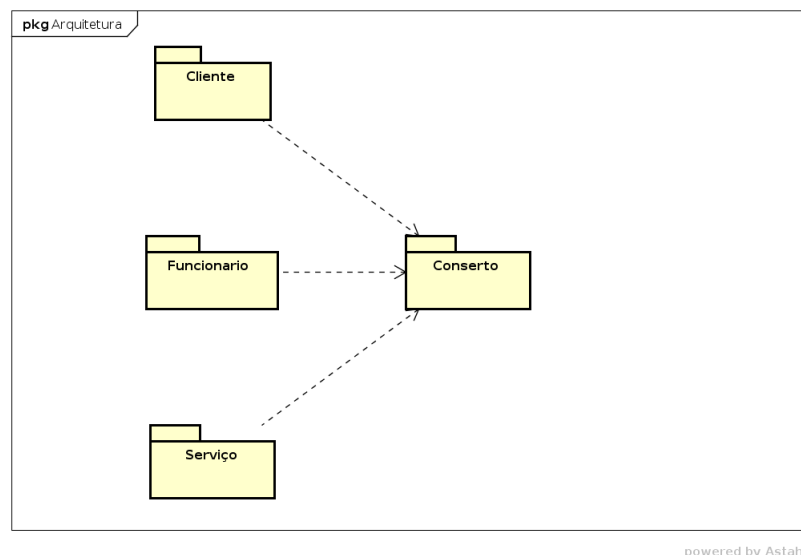 pkg Arquitetura
Cliente
Funcionario
Conserto
Serviço
powered by Astah